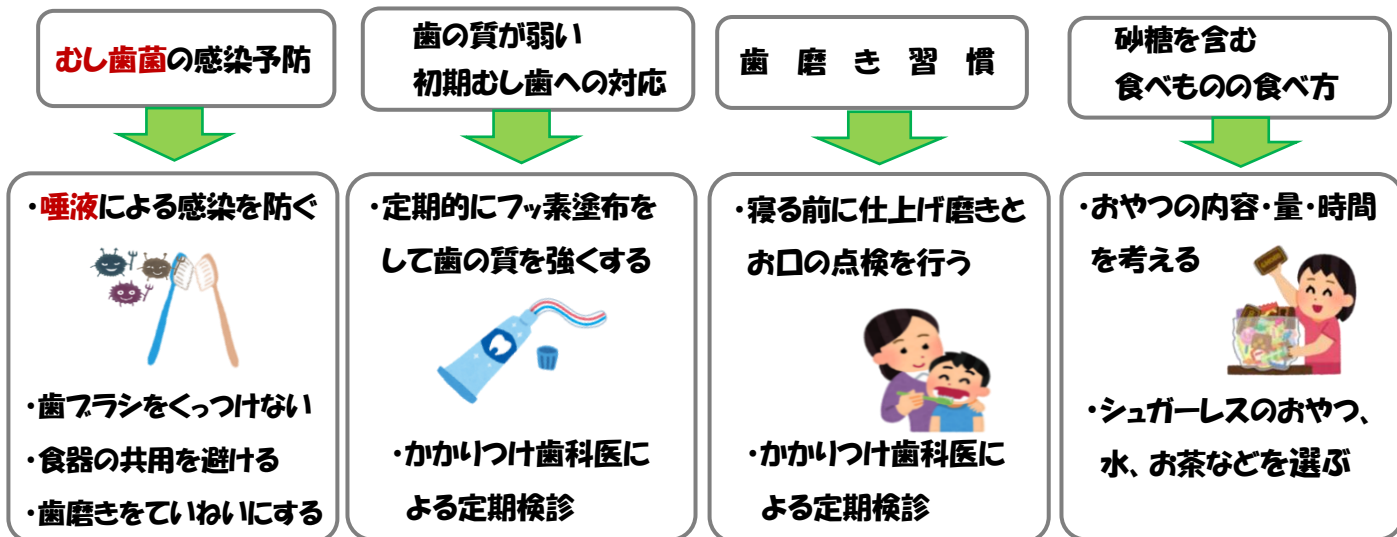 むし歯菌の感染予防
歯の質が弱い
初期むし歯への対応
歯磨き習慣
砂糖を含む
食べものの食べ方
・唾液による感染を防ぐ
・歯ブラシをくっつけない
・食器の共用を避ける
・歯磨きをていねいにする
・定期的にフッ素塗布を
して歯の質を強くする
・かかりつけ歯科医に
よる定期検診
・寝る前に仕上げ磨きと
お口の点検を行う
・かかりつけ歯科医に
よる定期検診
・おやつの内容・量・時間
を考える
・シュガーレスのおやつ、
水、お茶などを選ぶ